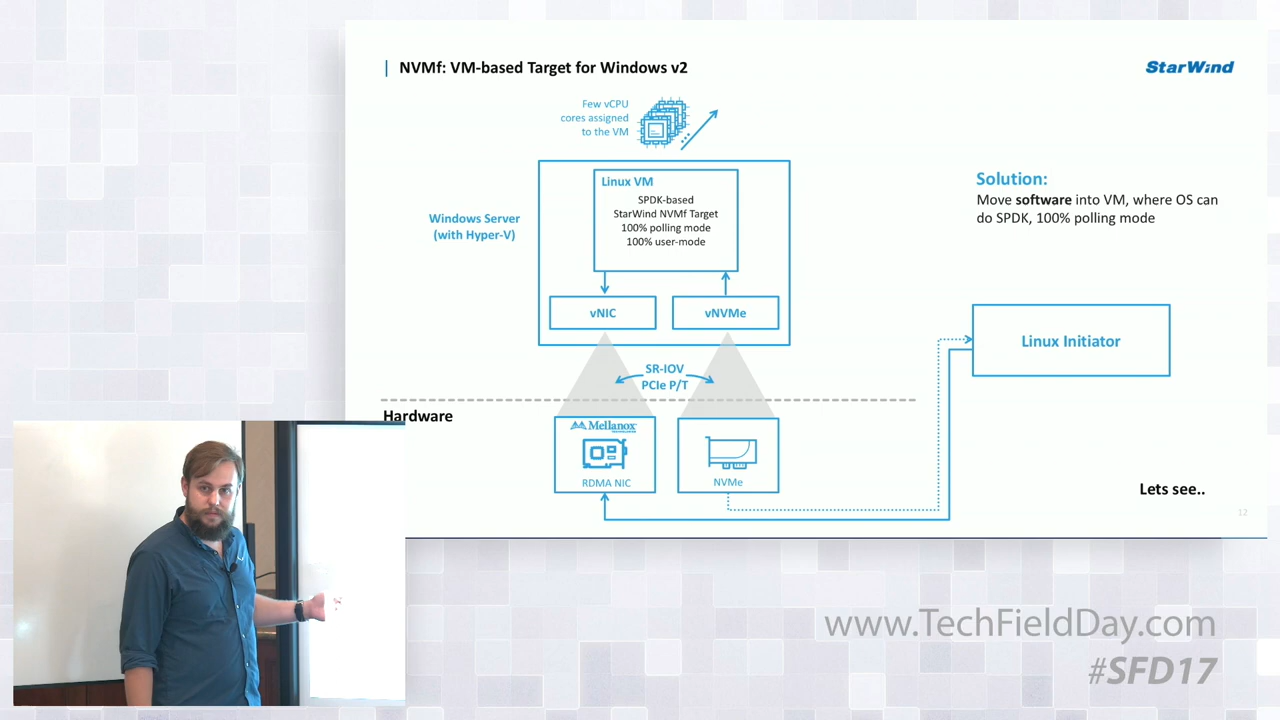 NVMf: VM-based Target for Windows v2
StarWind
Few vCPU
cores assigned
to the VM
Linux VM
SPDK-based
StarWind NVMf Target
100% polling mode
100% user-mode
Windows Server
(with Hyper-V)
Solution:
Move software into VM, where OS can
do SPDK, 100% polling mode
vNIC
vNVMe
Linux Initiator
SR-IOV
PCIe P/T
Hardware
Mellanox
RDMA NIC
NVMe
Lets see..
12
www.TechFieldDay.com
#SFD17